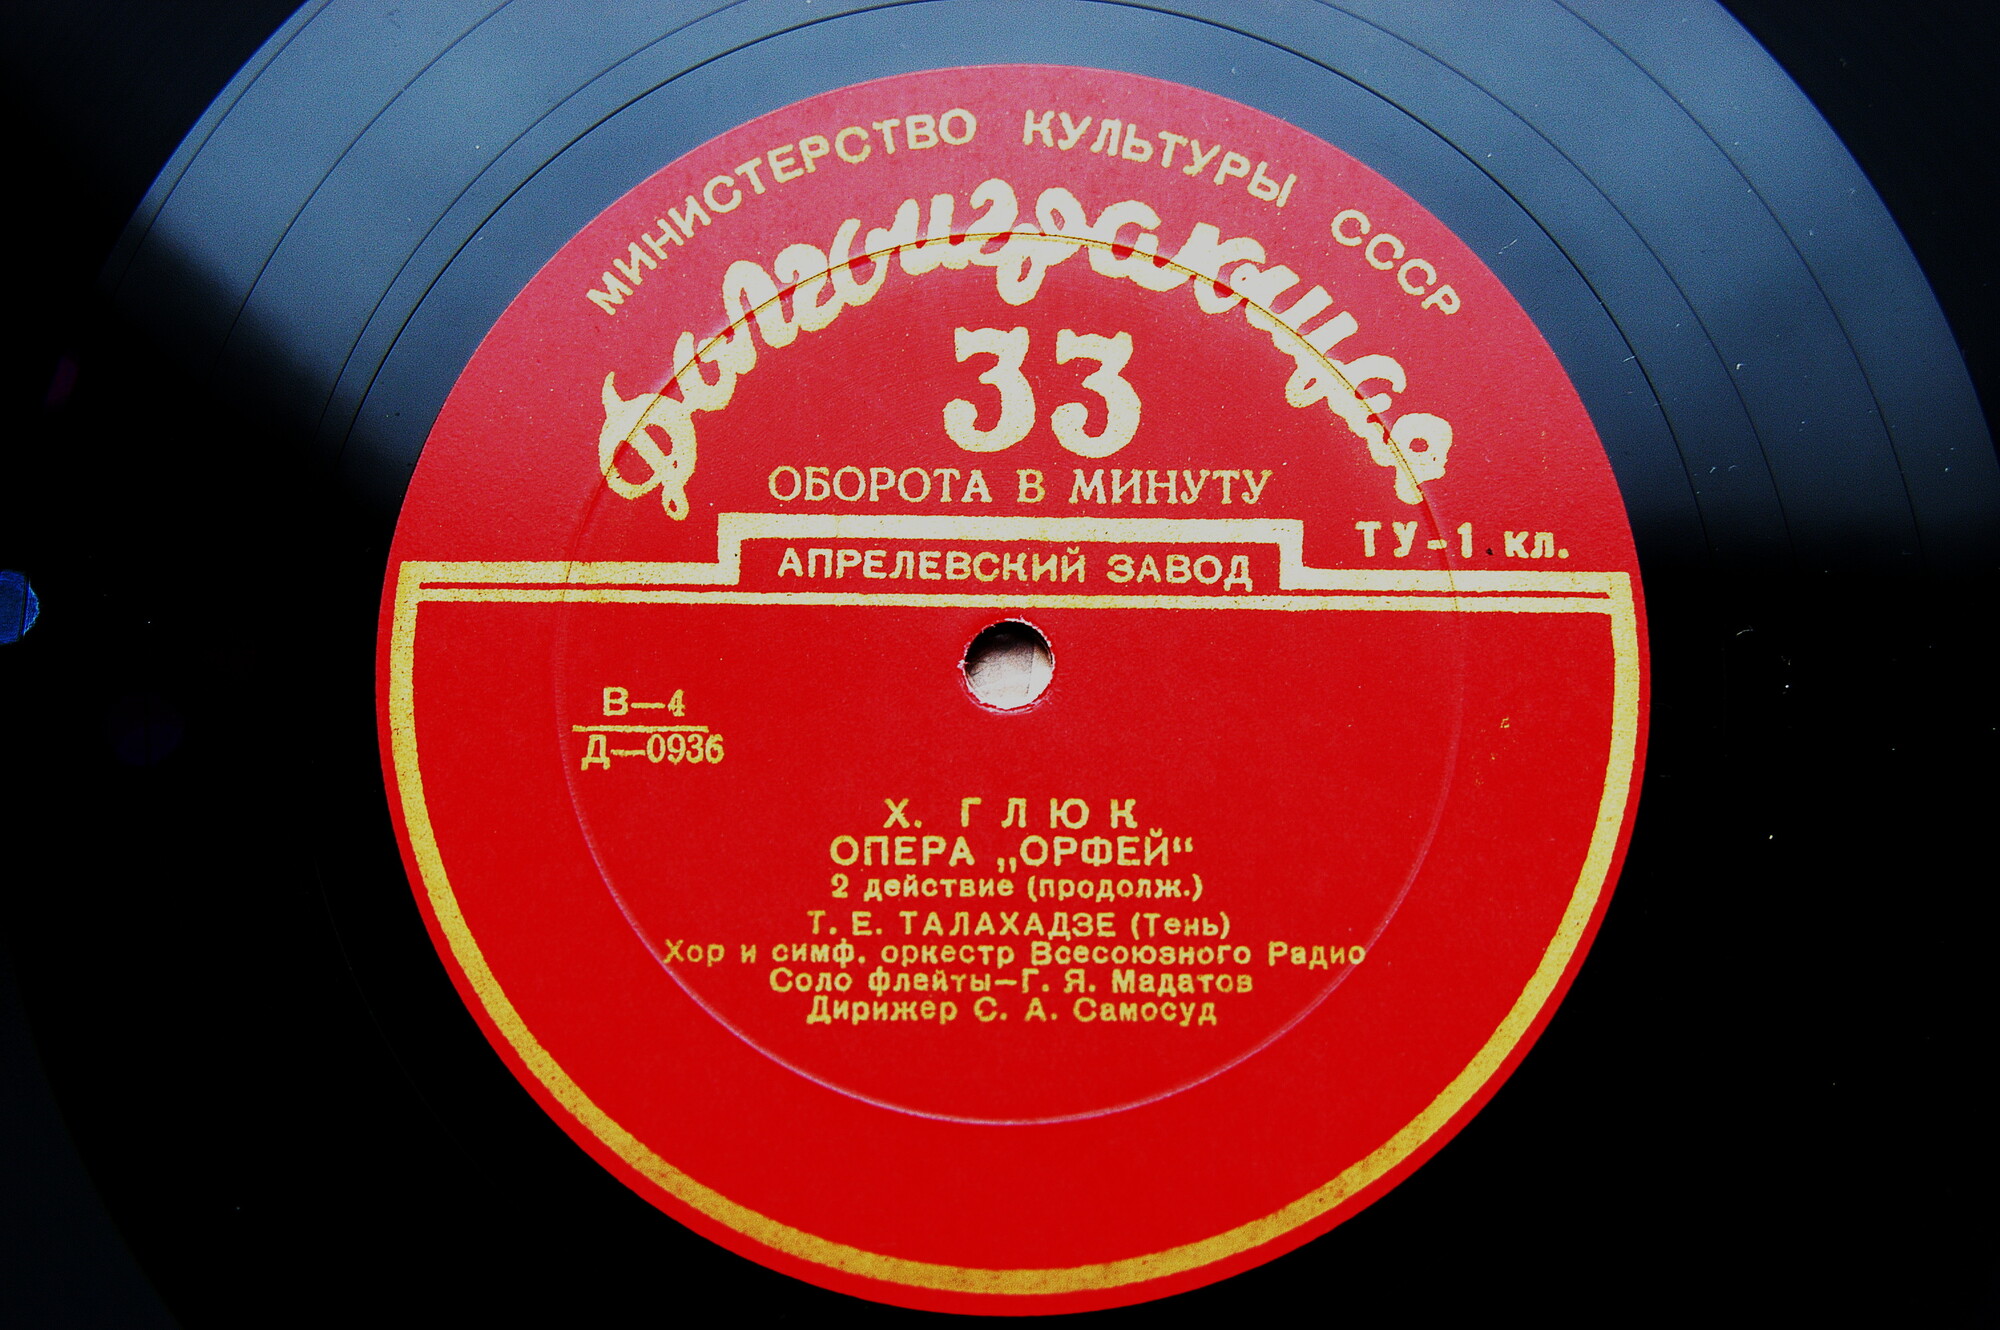 МИНИСТЕРСТВО КУЛЬТУРЫ СССР
Долгоиграющая
33
ОБОРОТА В МИНУТУ
ТУ-1 кл.
АПРЕЛЕВСКИЙ ЗАВОД
В—4
Д—0936
Х. ГЛЮК
ОПЕРА „ОРФЕЙ“
2 действие (продолж.)
Т. Е. ТАЛАХАДЗЕ (Тень)
Хор и симф. оркестр Всесоюзного Радио
Соло флейты—Г. Я. Мадатов
Дирижер С. А. Самосуд